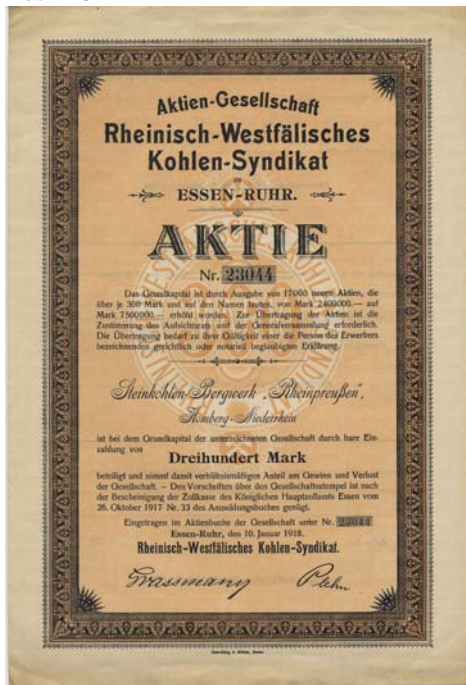 Aktien-Gesellschaft
Rheinisch-Westfälisches
Kohlen-Syndikat
zu
ESSEN-RUHR.
AKTIE
Nr. 23044
Das Grundkapital ist durch Ausgabe von 17000 neuen Aktien, die
über je 300 Mark und auf den Namen lauten, von Mark 2400000.— auf
Mark 7500000.— erhöht worden. Zur Übertragung der Aktien ist die
Zustimmung des Aufsichtsrats und der Generalversammlung erforderlich.
Die Übertragung bedarf zu ihrer Gültigkeit einer die Person des Erwerbers
bezeichnenden gerichtlich oder notariell beglaubigten Erklärung.
Steinkohlen-Bergwerk „Rheinpreußen",
Homberg-Niederrhein
ist bei dem Grundkapital der unterzeichneten Gesellschaft durch bare Ein-
zahlung von
Dreihundert Mark
beteiligt und nimmt damit verhältnismäßigen Anteil am Gewinn und Verlust
der Gesellschaft. — Den Vorschriften über den Gesellschaftsstempel ist nach
der Bescheinigung der Zollkasse des Königlichen Hauptzollamts Essen vom
26. Oktober 1917 Nr. 33 des Anmeldungsbuches genügt.
Eingetragen im Aktienbuche der Gesellschaft unter Nr. 23044
Essen-Ruhr, den 10. Januar 1918.
Rheinisch-Westfälisches Kohlen-Syndikat.